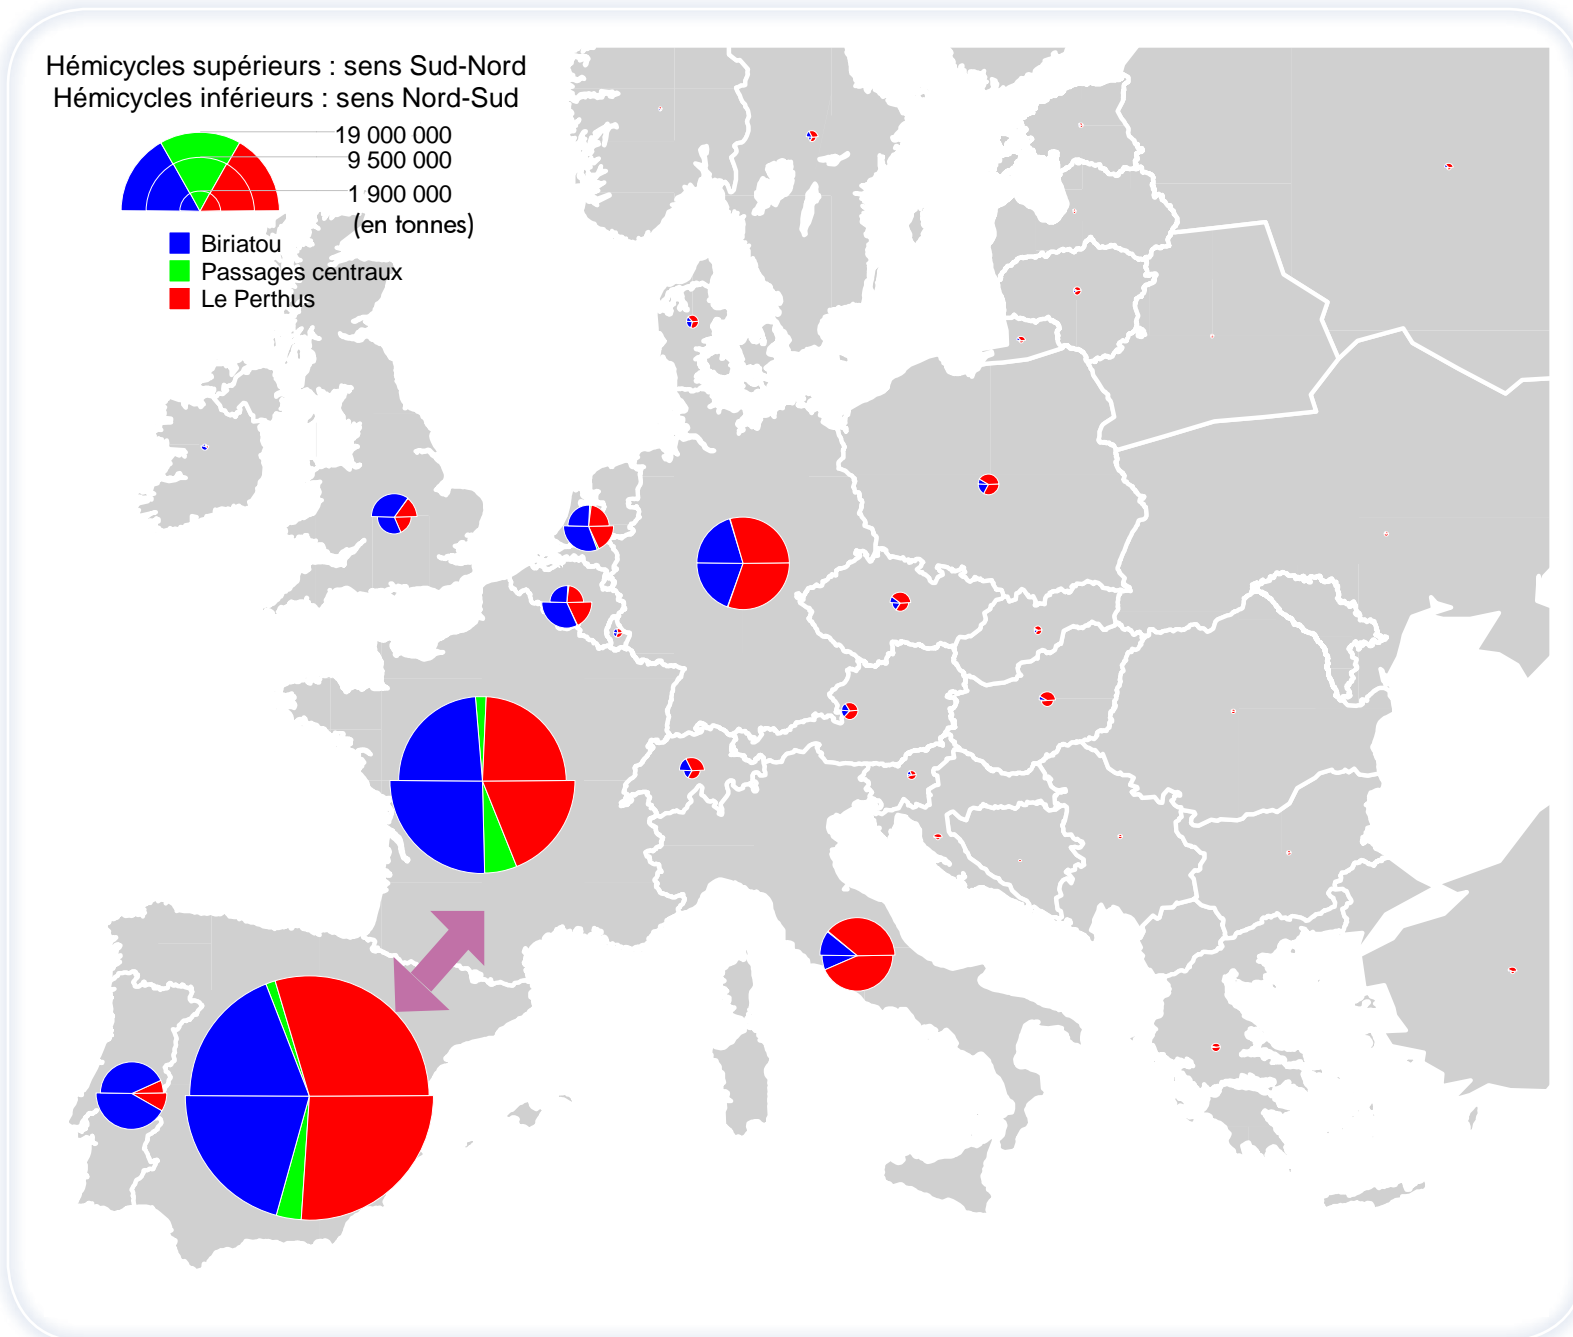 Hémicycles supérieurs : sens Sud-Nord
Hémicycles inférieurs : sens Nord-Sud
19 000 000
9 500 000
1 900 000
(en tonnes)
Biriatou
Passages centraux
Le Perthus